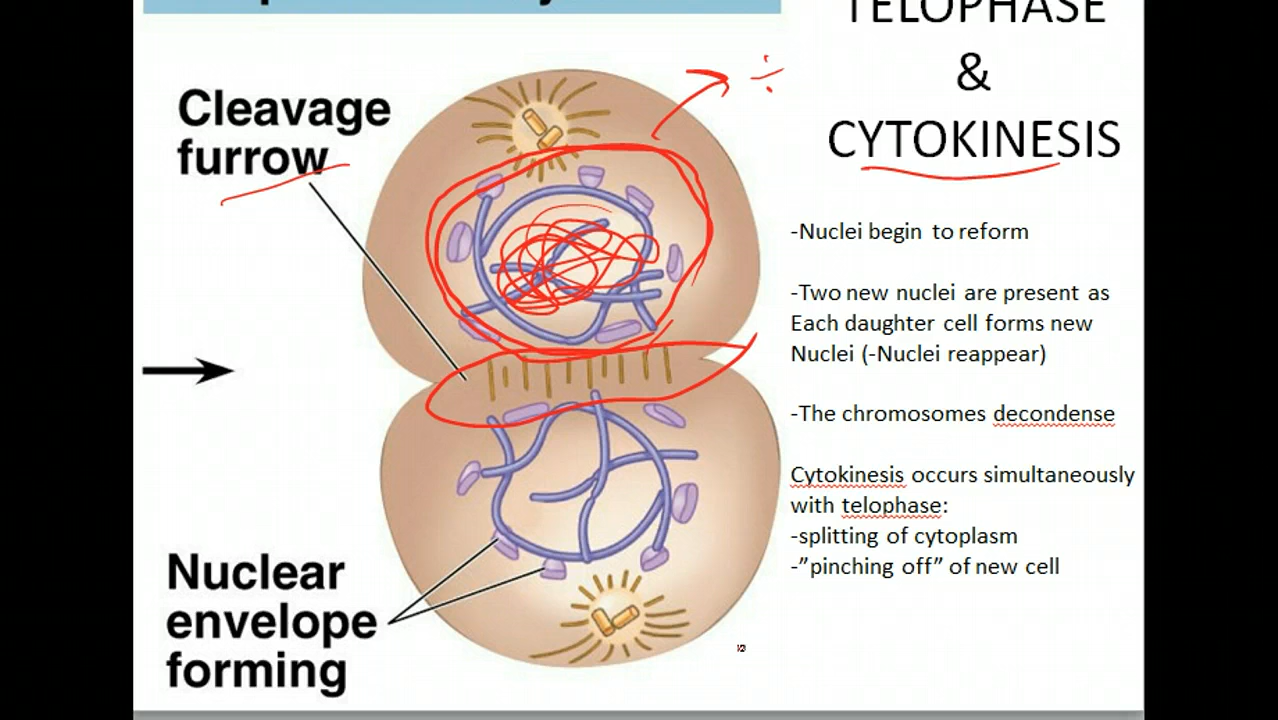 TELOPHASE
&
CYTOKINESIS
Cleavage
furrow
÷
-Nuclei begin to reform
-Two new nuclei are present as
Each daughter cell forms new
Nuclei (-Nuclei reappear)
-The chromosomes decondense
Cytokinesis occurs simultaneously
with telophase:
-splitting of cytoplasm
-”pinching off” of new cell
Nuclear
envelope
forming